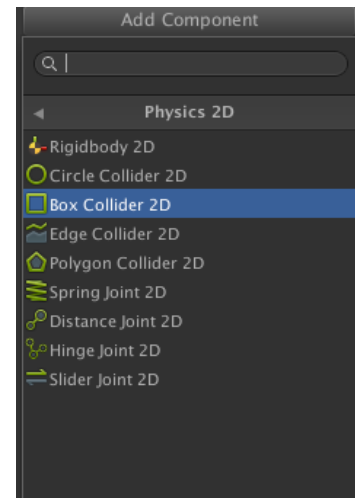 Add Component
Physics 2D
Rigidbody 2D
Circle Collider 2D
Box Collider 2D
Edge Collider 2D
Polygon Collider 2D
Spring Joint 2D
Distance Joint 2D
Hinge Joint 2D
Slider Joint 2D